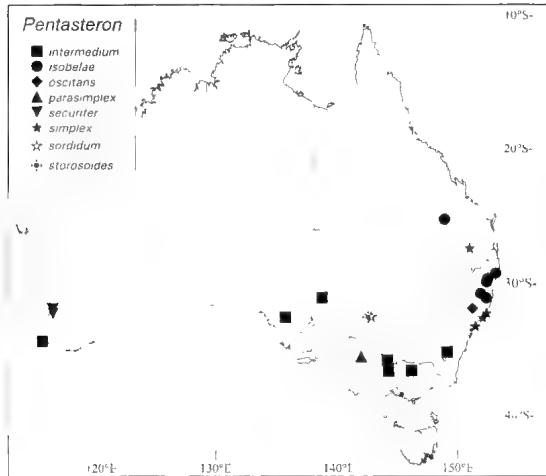 Pentasteron
intermedium
isobelae
oscitans
parasimplex
securifer
simplex
sordidum
storosoides
10°S-
20°S-
30°S-
40°S-
120°E
130°E
140°E
150°E